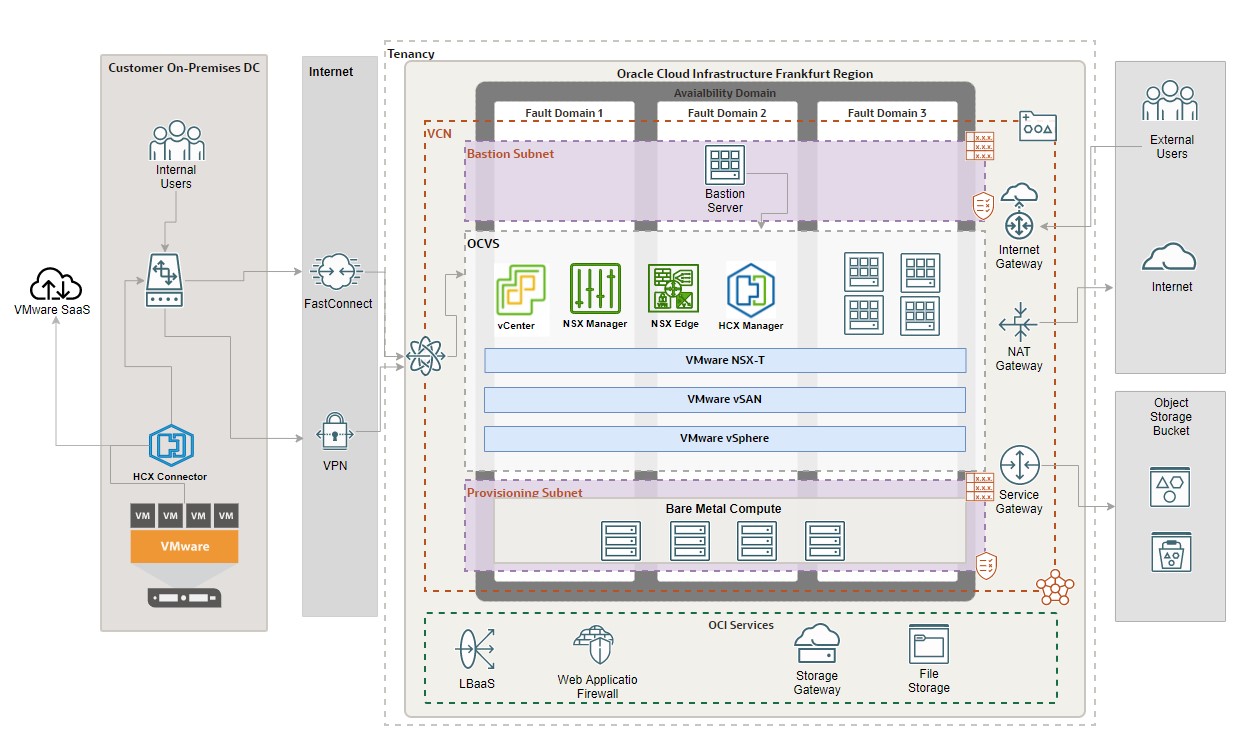 Tenancy
Customer On-Premises DC
Internet
Oracle Cloud Infrastructure Frankfurt Region
Avaialbility Domain
Fault Domain 1
Fault Domain 2
Fault Domain 3
VCN
Bastion Subnet
Internal
Users
Bastion
Server
External
Users
OCVS
Internet
Gateway
VMware SaaS
FastConnect
vCenter
NSX Manager
NSX Edge
HCX Manager
Internet
NAT
Gateway
VMware NSX-T
VMware vSAN
VMware vSphere
VPN
HCX Connector
Object
Storage
Bucket
Provisioning Subnet
Service
Gateway
Bare Metal Compute
VM VM VM VM
VMware
x.x.x.
x.x.x.
x.x.x.
x.x.x.
OCI Services
LBaaS
Web Applicatio
Firewall
Storage
Gateway
File
Storage